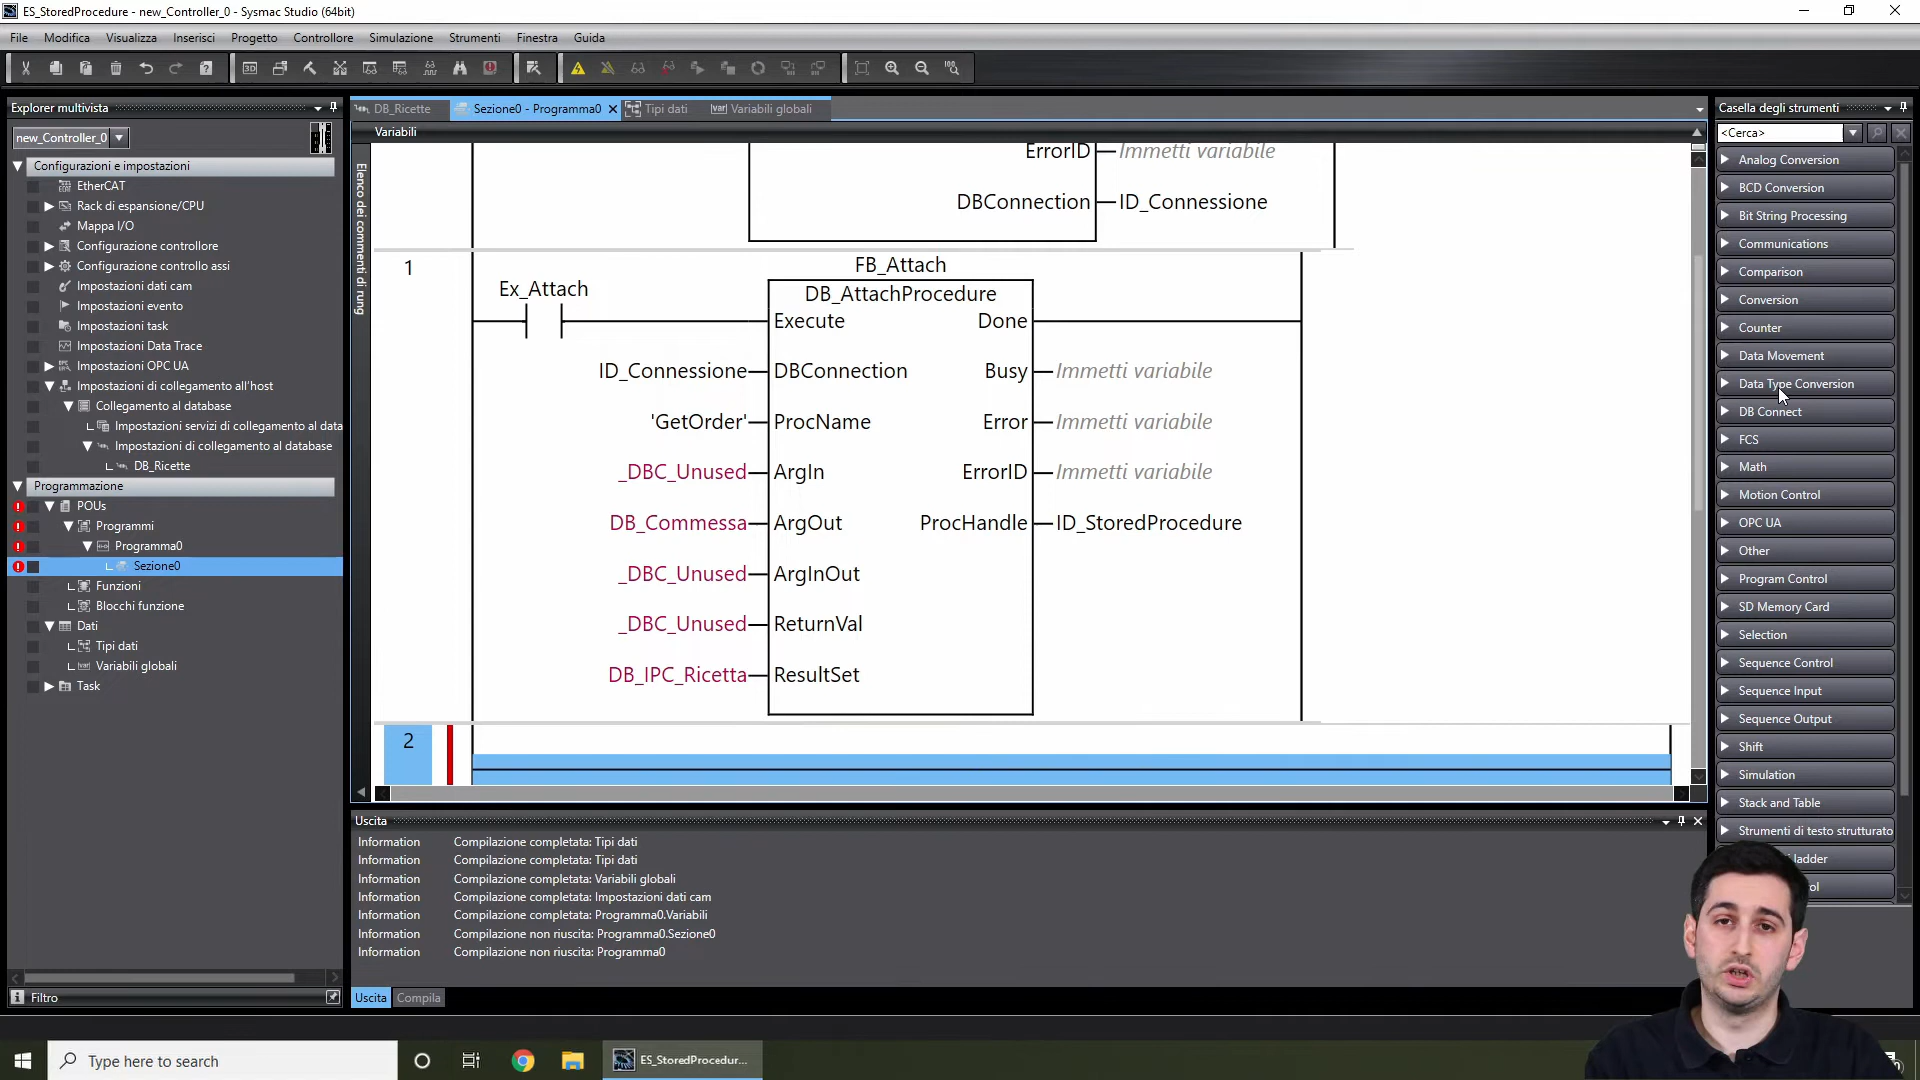 ES_StoredProcedure - new_Controller_0 - Sysmac Studio (64bit)
File Modifica Visualizza Inserisci Progetto Controllore Simulazione Strumenti Finestra Guida
Explorer multivista
new_Controller_0
Configurazioni e impostazioni
EtherCAT
Rack di espansione/CPU
Mappa I/O
Configurazione controllore
Configurazione controllo assi
Impostazioni dati cam
Impostazioni evento
Impostazioni task
Impostazioni Data Trace
Impostazioni OPC UA
Impostazioni di collegamento all'host
Collegamento al database
Impostazioni servizi di collegamento al data
Impostazioni di collegamento al database
DB_Ricette
Programmazione
POUs
Programmi
Programma0
Sezione0
Funzioni
Blocchi funzione
Dati
Tipi dati
Variabili globali
Task
Filtro
DB_Ricette
Sezione0 - Programma0
Tipi dati
Variabili globali
Variabili
Elenco dei commenti di rung
ErrorID Immetti variabile
DBConnection ID_Connessione
1
FB_Attach
Ex_Attach
DB_AttachProcedure
Execute Done
ID_Connessione DBConnection Busy Immetti variabile
'GetOrder' ProcName Error Immetti variabile
_DBC_Unused ArgIn ErrorID Immetti variabile
DB_Commessa ArgOut ProcHandle ID_StoredProcedure
_DBC_Unused ArgInOut
_DBC_Unused ReturnVal
DB_IPC_Ricetta ResultSet
2
Uscita
Information Compilazione completata: Tipi dati
Information Compilazione completata: Tipi dati
Information Compilazione completata: Variabili globali
Information Compilazione completata: Impostazioni dati cam
Information Compilazione completata: Programma0.Variabili
Information Compilazione non riuscita: Programma0.Sezione0
Information Compilazione non riuscita: Programma0
Uscita Compila
Casella degli strumenti
<Cerca>
Analog Conversion
BCD Conversion
Bit String Processing
Communications
Comparison
Conversion
Counter
Data Movement
Data Type Conversion
DB Connect
FCS
Math
Motion Control
OPC UA
Other
Program Control
SD Memory Card
Selection
Sequence Control
Sequence Input
Sequence Output
Shift
Simulation
Stack and Table
Strumenti di testo strutturato
ladder
Type here to search
ES_StoredProcedur...